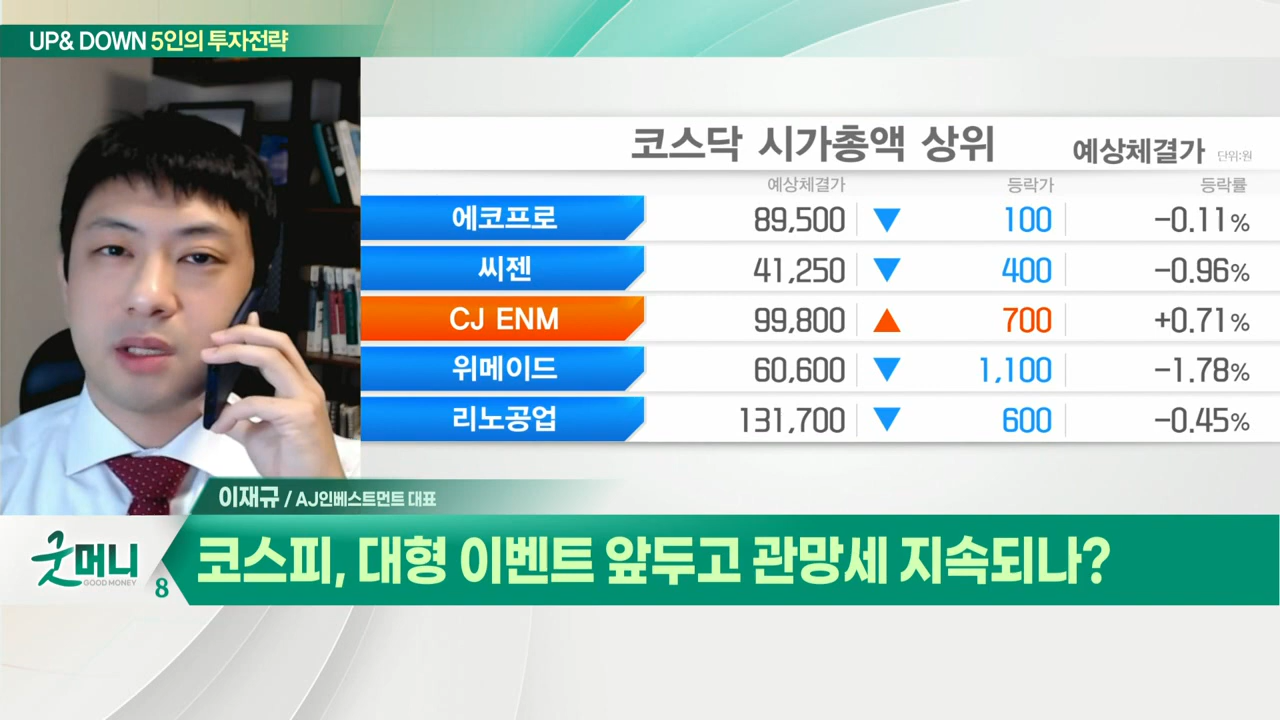 UP& DOWN 5인의 투자전략
코스닥 시가총액 상위 예상체결가 단위:원
예상체결가 등락가 등락률
에코프로 89,500 ▼ 100 -0.11%
씨젠 41,250 ▼ 400 -0.96%
CJ ENM 99,800 ▲ 700 +0.71%
위메이드 60,600 ▼ 1,100 -1.78%
리노공업 131,700 ▼ 600 -0.45%
이재규 / AJ인베스트먼트 대표
굿머니
GOOD MONEY
8
코스피, 대형 이벤트 앞두고 관망세 지속되나?